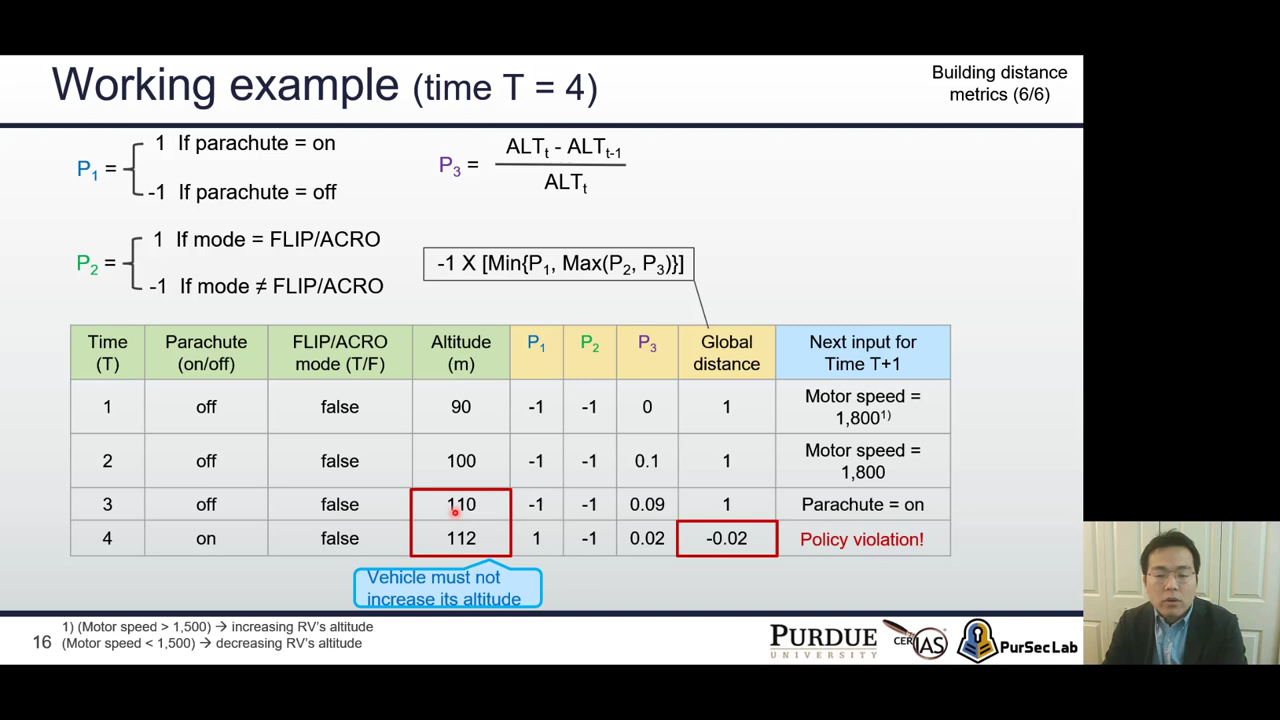 Working example (time T = 4)
Building distance
metrics (6/6)
P1 =
1 If parachute = on
-1 If parachute = off
P3 =
ALTt - ALTt-1
ALTt
P2 =
1 If mode = FLIP/ACRO
-1 If mode ≠ FLIP/ACRO
-1 X [Min{P1, Max(P2, P3)}]
Time
(T)
Parachute
(on/off)
FLIP/ACRO
mode (T/F)
Altitude
(m)
P1
P2
P3
Global
distance
Next input for
Time T+1
1 off false 90 -1 -1 0 1 Motor speed =
1,8001)
2 off false 100 -1 -1 0.1 1 Motor speed =
1,800
3 off false 110 -1 -1 0.09 1 Parachute = on
4 on false 112 1 -1 0.02 -0.02 Policy violation!
Vehicle must not
increase its altitude
1) (Motor speed > 1,500) → increasing RV's altitude
(Motor speed < 1,500) → decreasing RV's altitude
16
PURDUE
UNIVERSITY
CERIAS
PurSecLab